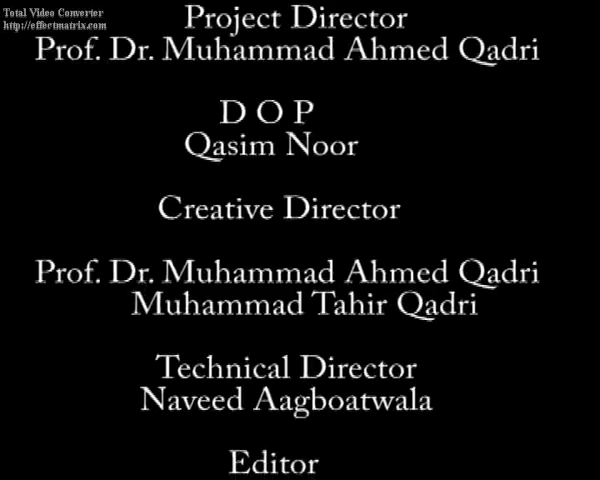 Total Video Converter
http://effectmatrix.com
Project Director
Prof. Dr. Muhammad Ahmed Qadri
D O P
Qasim Noor
Creative Director
Prof. Dr. Muhammad Ahmed Qadri
Muhammad Tahir Qadri
Technical Director
Naveed Aagboatwala
Editor